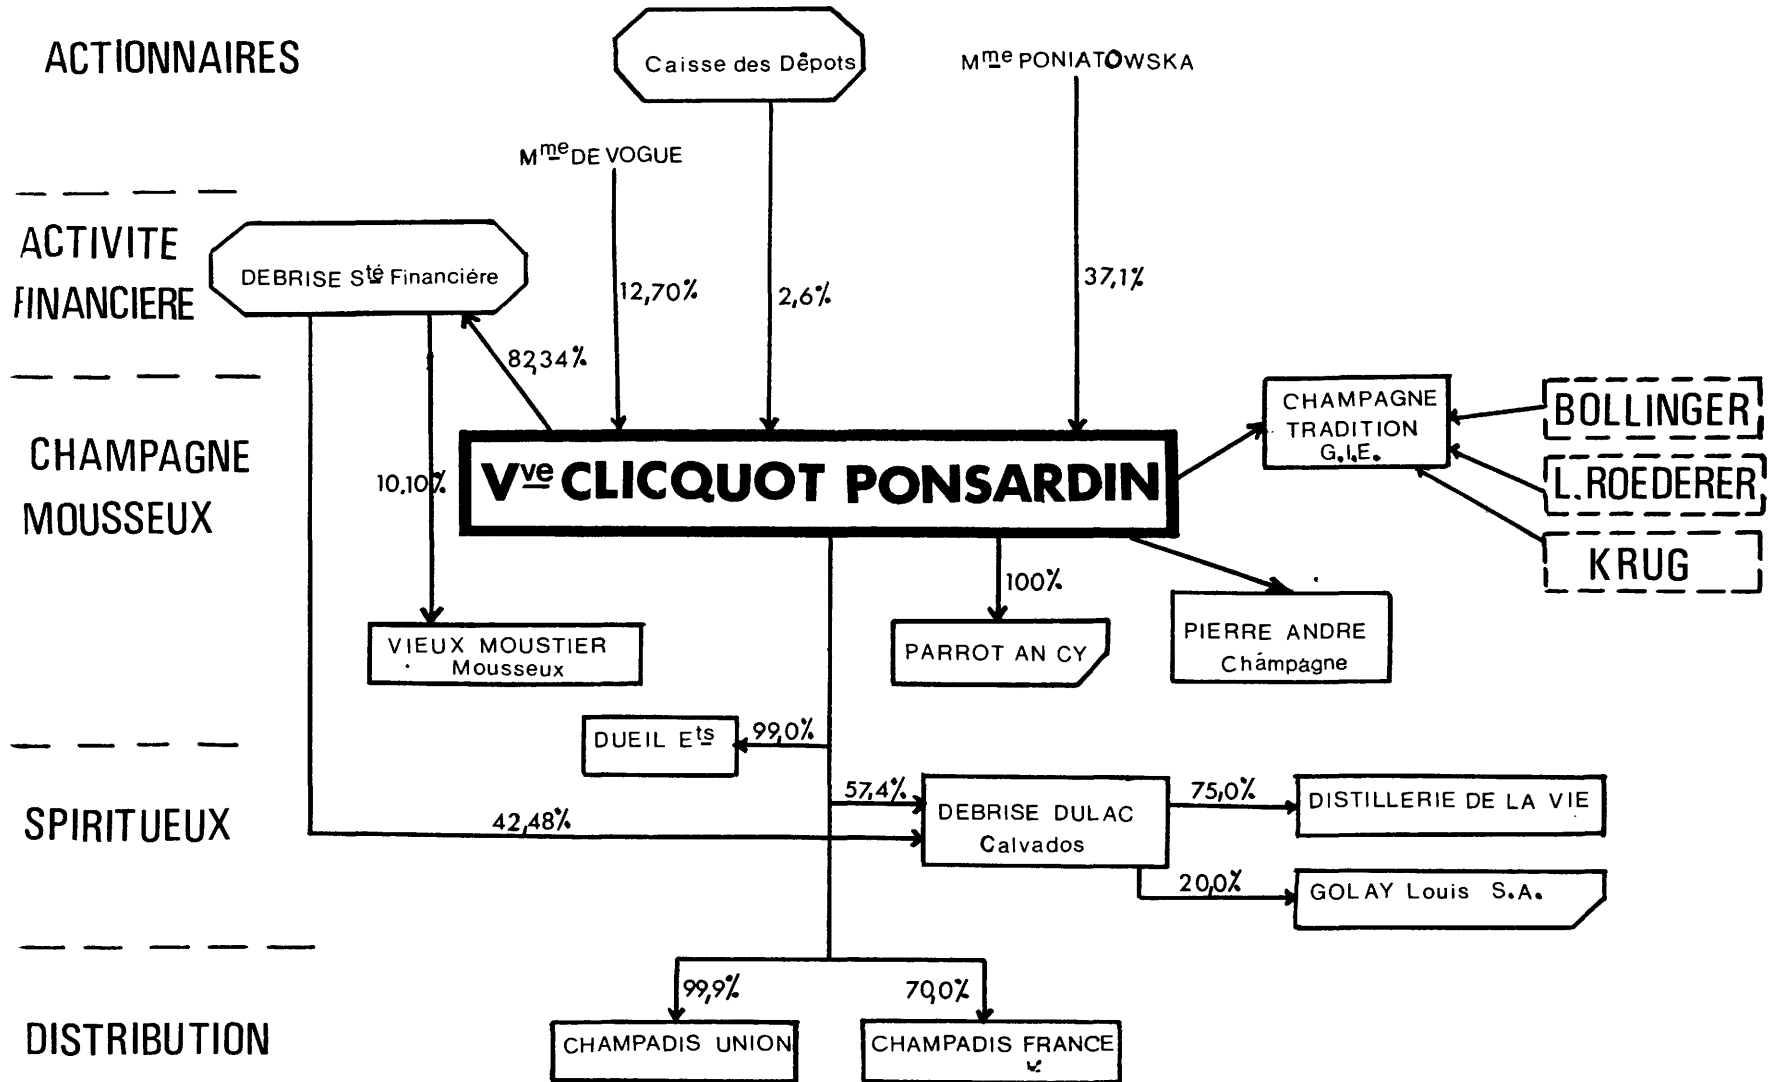 ACTIONNAIRES
Caisse des Dépots
Mme PONIATOWSKA
Mme DE VOGUE
ACTIVITE
FINANCIERE
DEBRISE Sté Financiére
12,70%
2,6%
37,1%
82,34%
CHAMPAGNE
MOUSSEUX
10,10%
Vve CLICQUOT PONSARDIN
CHAMPAGNE
TRADITION
G.I.E.
BOLLINGER
L.ROEDERER
KRUG
100%
VIEUX MOUSTIER
Mousseux
PARROT AN CY
PIERRE ANDRE
Champagne
DUEIL Ets
99,0%
SPIRITUEUX
57,4%
42,48%
DEBRISE DULAC
Calvados
75,0%
DISTILLERIE DE LA VIE
20,0%
GOLAY Louis S.A.
DISTRIBUTION
99,9%
70,0%
CHAMPADIS UNION
CHAMPADIS FRANCE